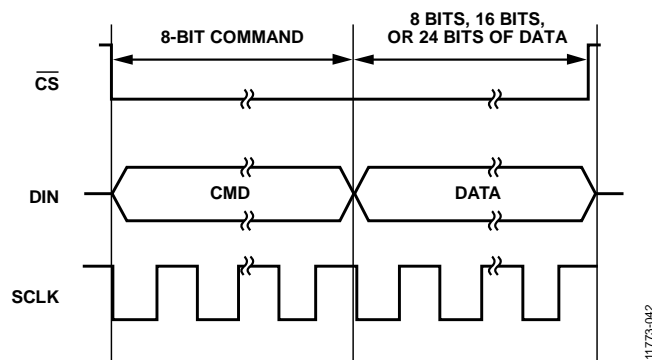 8-BIT COMMAND
8 BITS, 16 BITS,
OR 24 BITS OF DATA
CS
DIN
CMD
DATA
SCLK
11773-042